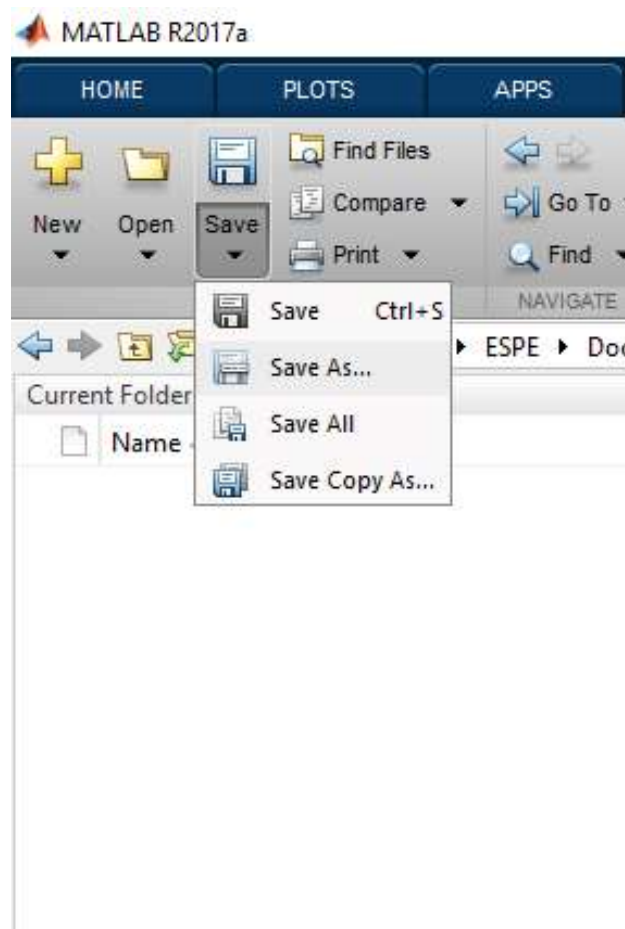 MATLAB R2017a
HOME PLOTS APPS
Find Files
Compare Go To
New Open Save
Print Find
NAVIGATE
Save Ctrl+S
ESPE
Save As...
Current Folder
Save All
Name
Save Copy As...